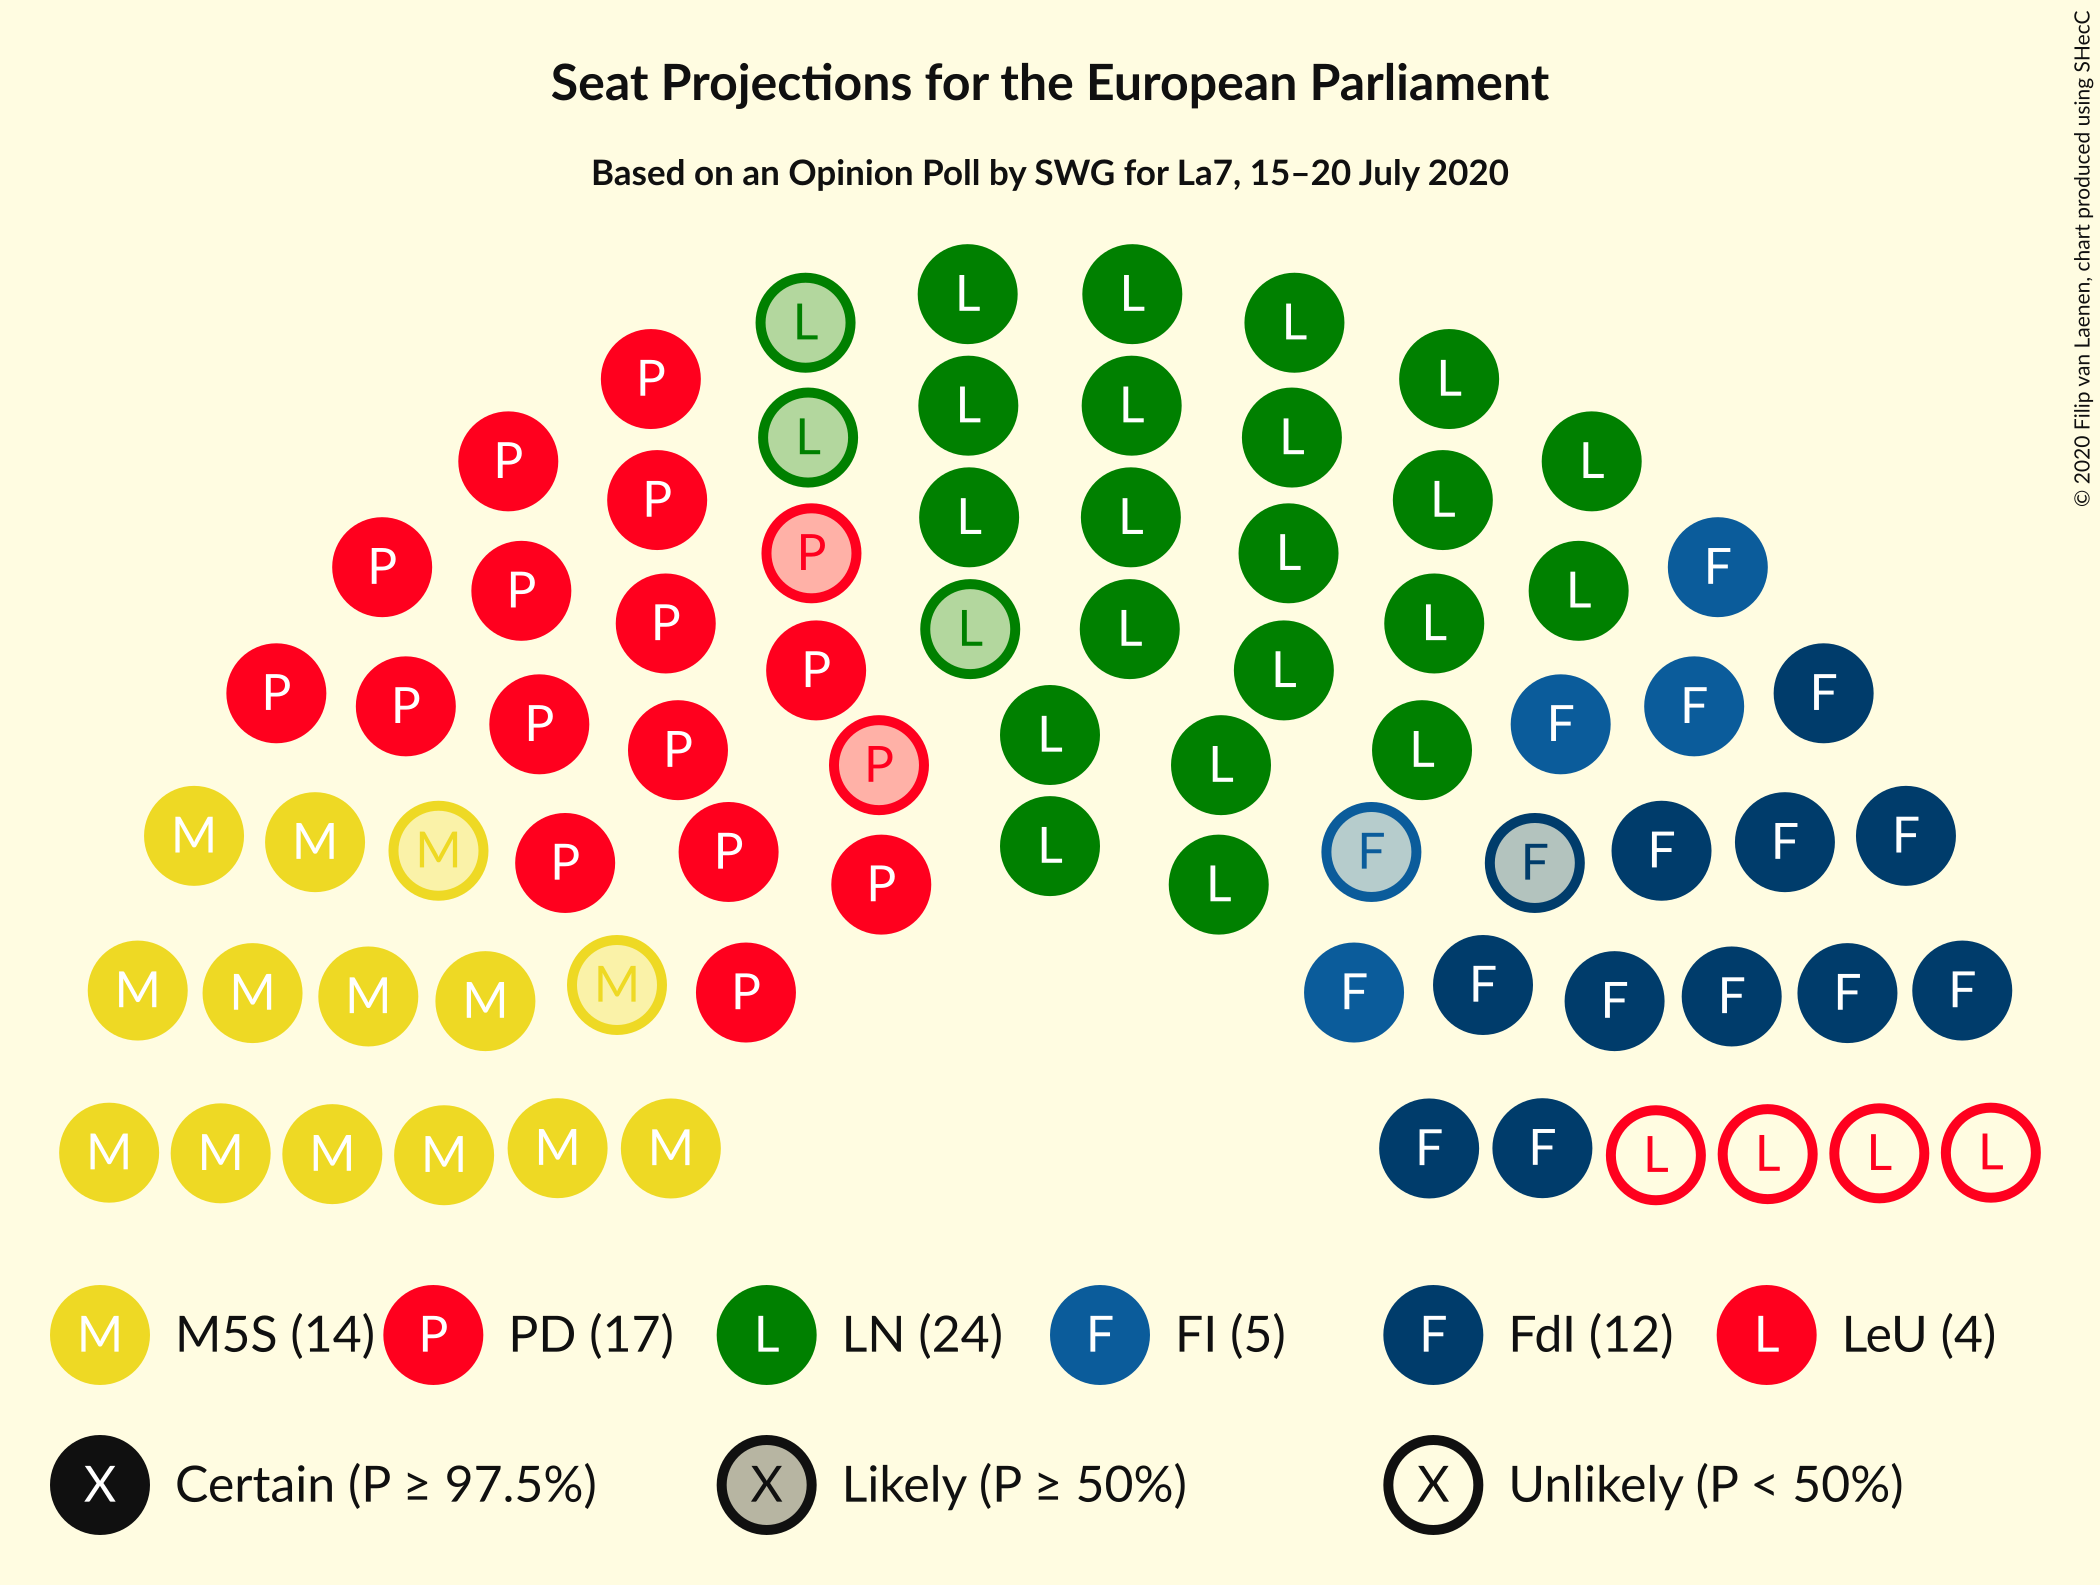 Seat Projections for the European Parliament
Based on an Opinion Poll by SWG for La7, 15–20 July 2020
© 2020 Filip van Laenen, chart produced using SHecC
L L
L L
P L
L L
L L
P L
P L L L
P L
P F
P L L
P L
P L L
P L
P F
P P F F
P P F
L
P L
P L
M M F F
M P P F F F
P L
L
M M M M M P F F F F F F
M M M M M M F F L L L L
M M5S (14) P PD (17) L LN (24) F FI (5) F FdI (12) L LeU (4)
X Certain (P ≥ 97.5%) X Likely (P ≥ 50%) X Unlikely (P < 50%)